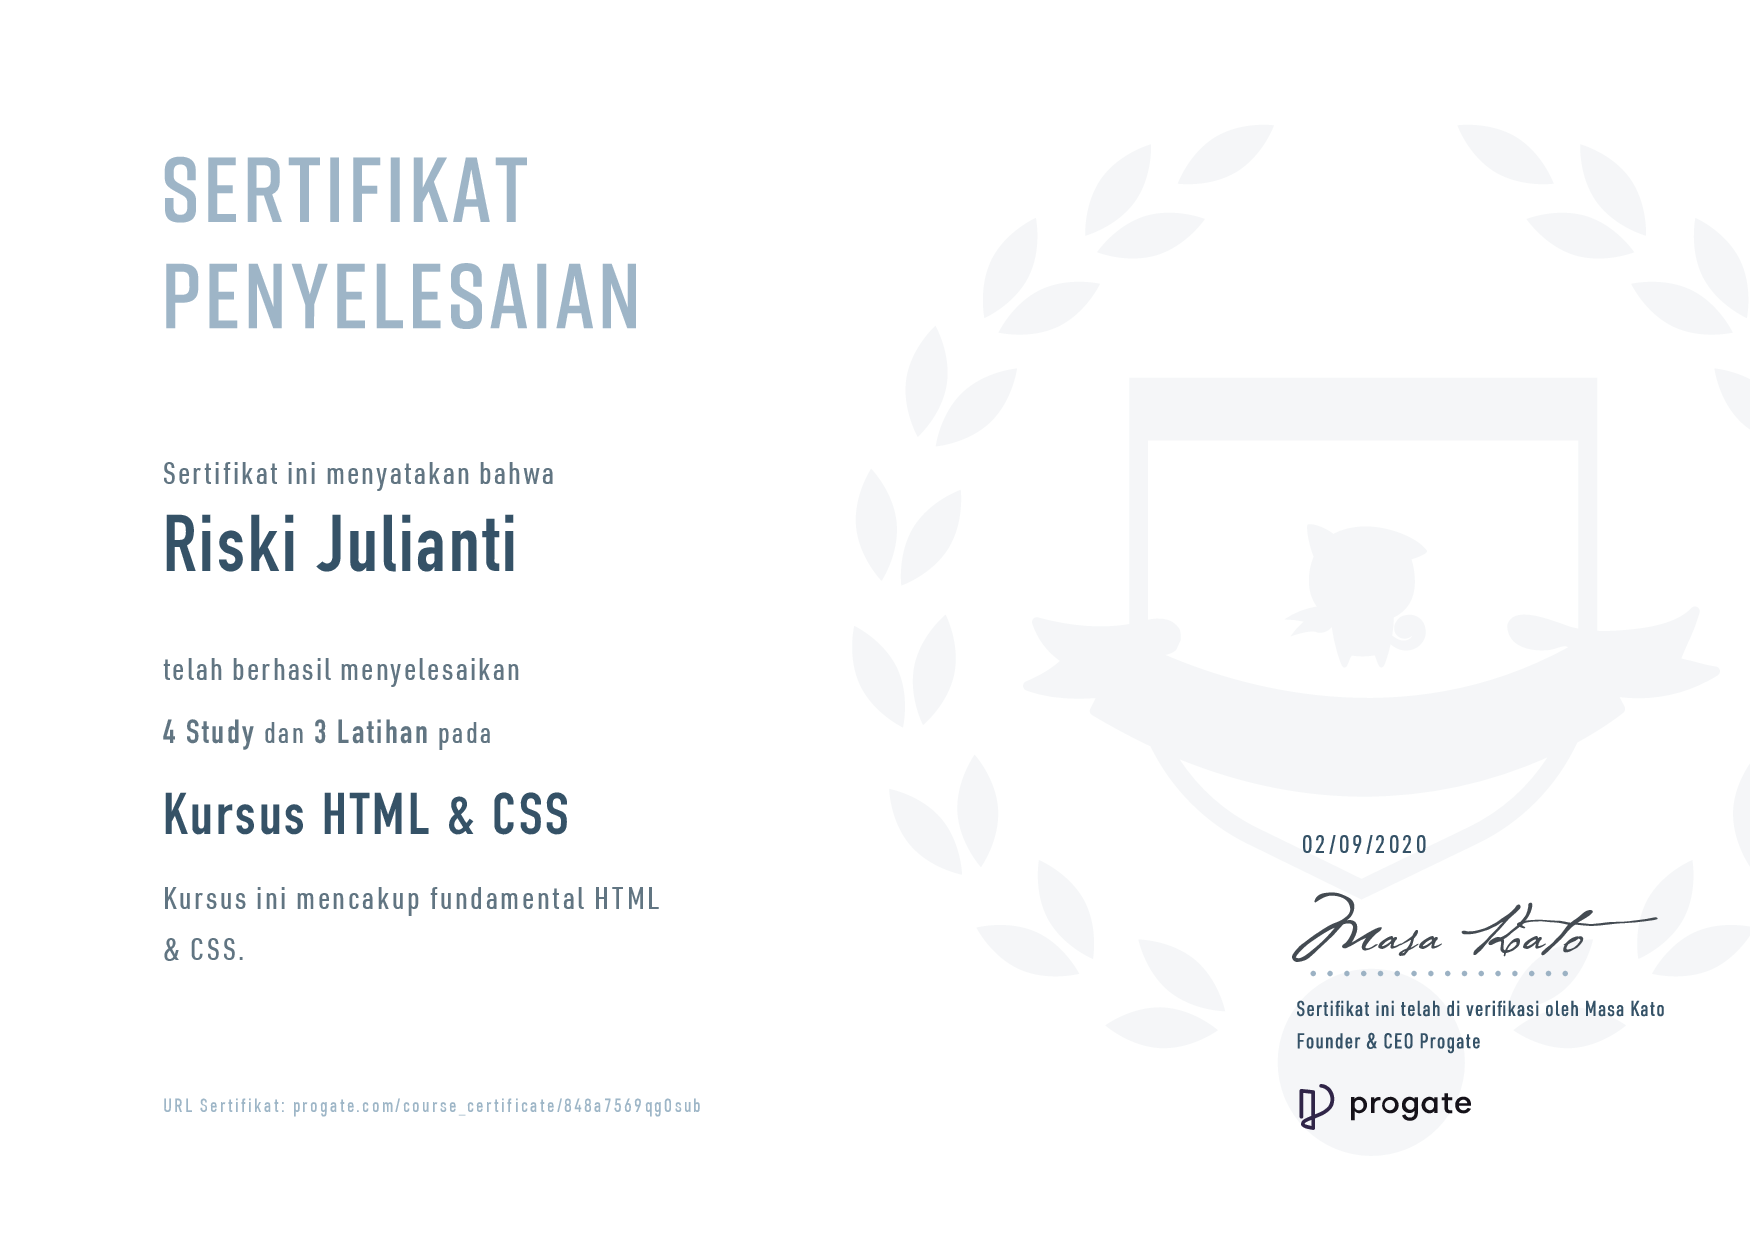 SERTIFIKAT
PENYELESAIAN
Sertifikat ini menyatakan bahwa
Riski Julianti
telah berhasil menyelesaikan
4 Study dan 3 Latihan pada
Kursus HTML & CSS
Kursus ini mencakup fundamental HTML
& CSS.
URL Sertifikat: progate.com/course_certificate/848a7569qg0sub
02/09/2020
Masa Kato
Sertifikat ini telah di verifikasi oleh Masa Kato
Founder & CEO Progate
progate